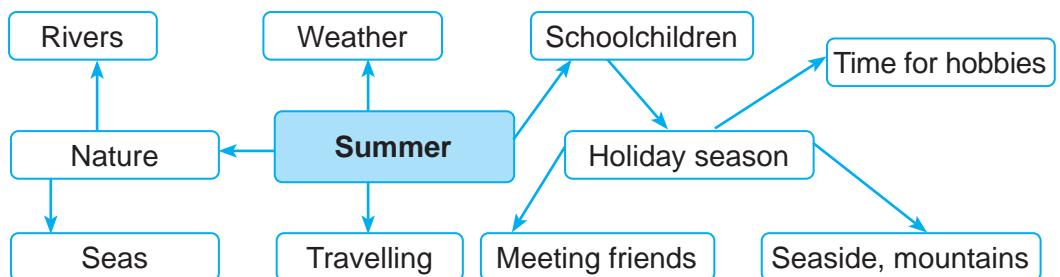 Rivers
Weather
Schoolchildren
Time for hobbies
Nature
Summer
Holiday season
Seas
Travelling
Meeting friends
Seaside, mountains